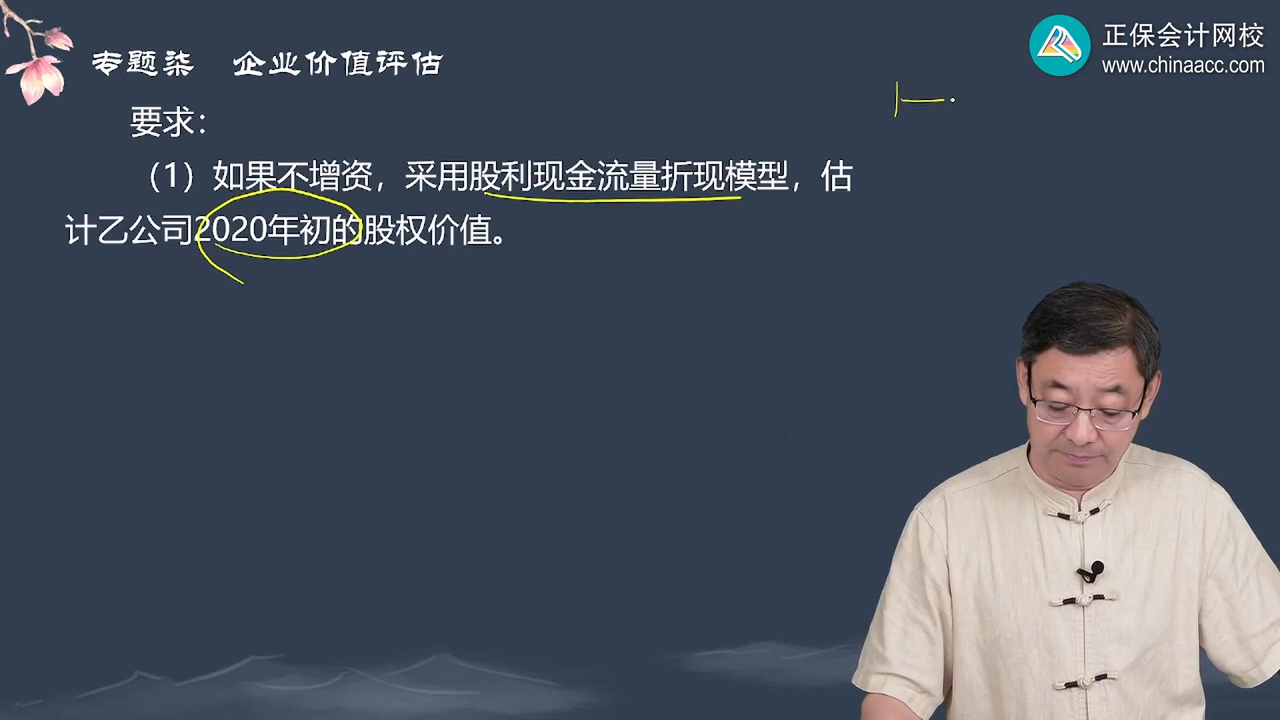 专题柒 企业价值评估
正保会计网校
www.chinaacc.com
要求：
（1）如果不增资，采用股利现金流量折现模型，估
计乙公司2020年初的股权价值。